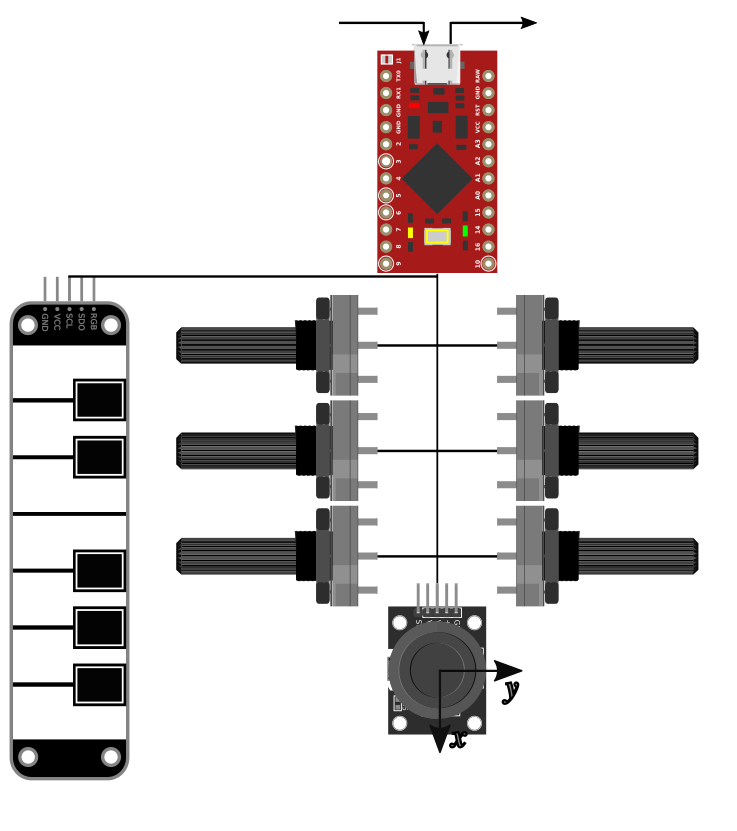 J1
TX0
RX1
GND
GND
2
3
4
5
6
7
8
9
RAW
GND
RST
VCC
A3
A2
A1
A0
15
14
16
10
GND
VCC
SCL
SDO
RGB
y
x